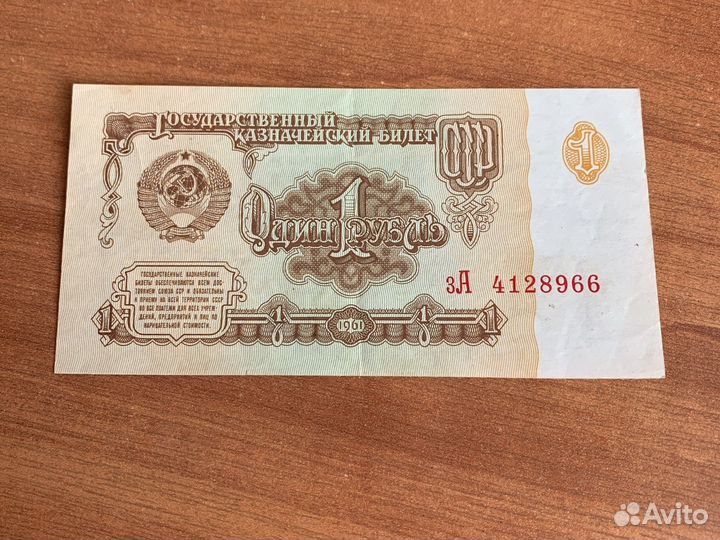 Государственный
казначейский билет
1
Один 1 рубль
зА 4128966
ГОСУДАРСТВЕННЫЕ КАЗНАЧЕЙСКИЕ
БИЛЕТЫ ОБЕСПЕЧИВАЮТСЯ ВСЕМ ДОС-
ТОЯНИЕМ СОЮЗА ССР И ОБЯЗАТЕЛЬНЫ
К ПРИЕМУ НА ВСЕЙ ТЕРРИТОРИИ СССР
ВО ВСЕ ПЛАТЕЖИ ДЛЯ ВСЕХ УЧРЕЖ-
ДЕНИЙ, ПРЕДПРИЯТИЙ И ЛИЦ ПО
НАРИЦАТЕЛЬНОЙ СТОИМОСТИ.
1 1 1961 1 1
Avito